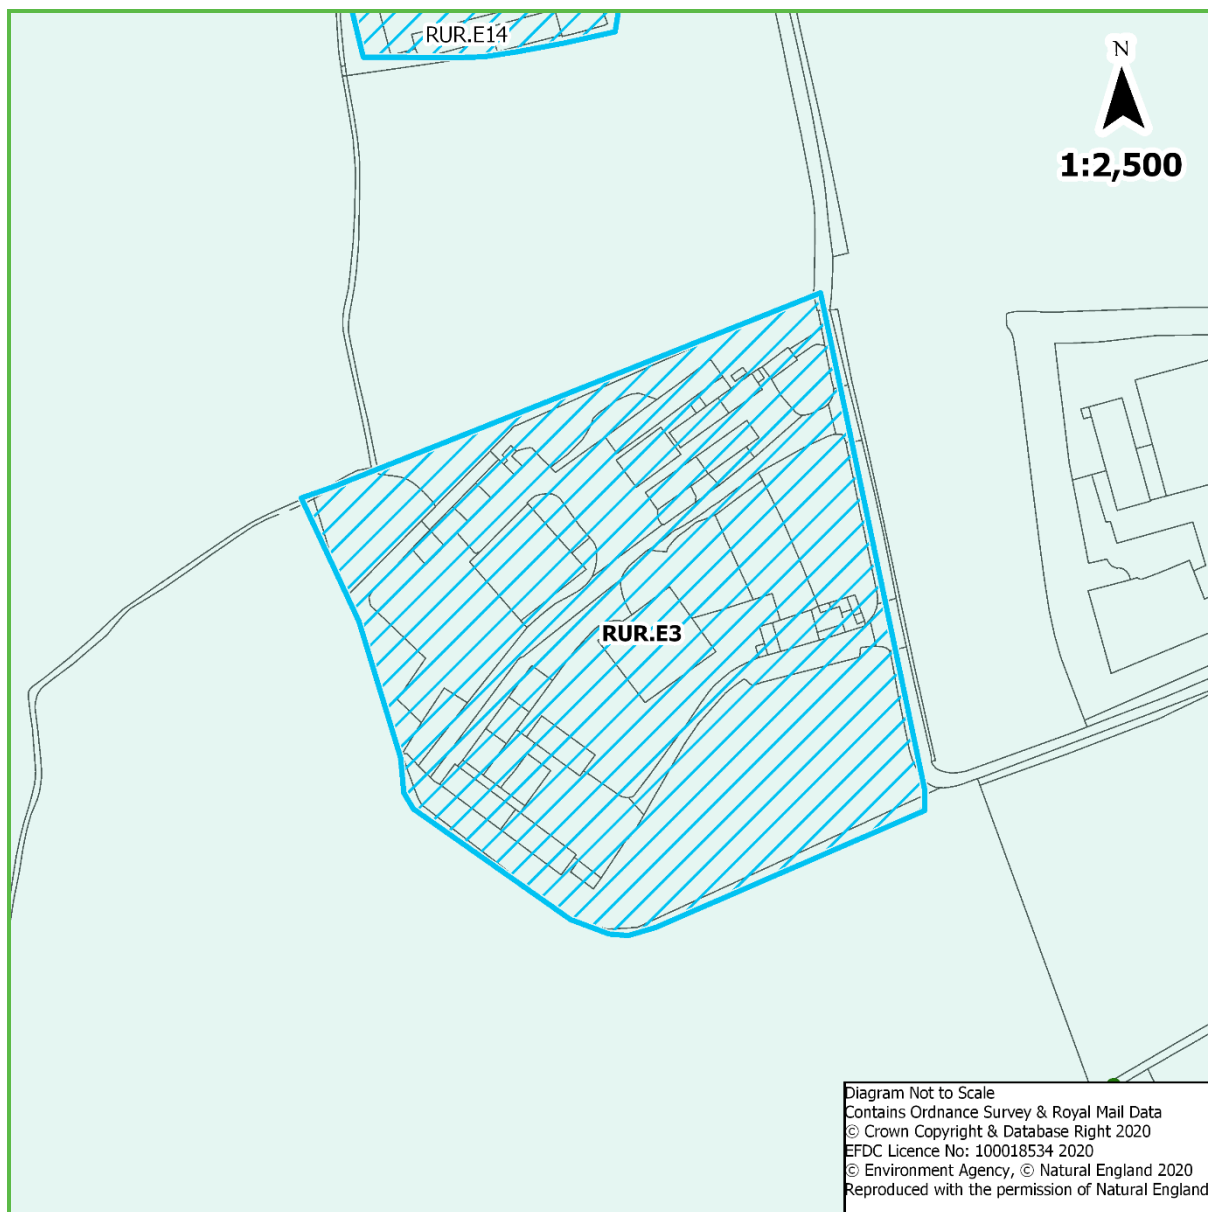 RUR.E14
N
1:2,500
RUR.E3
Diagram Not to Scale
Contains Ordnance Survey & Royal Mail Data
© Crown Copyright & Database Right 2020
EFDC Licence No: 100018534 2020
© Environment Agency, © Natural England 2020
Reproduced with the permission of Natural England